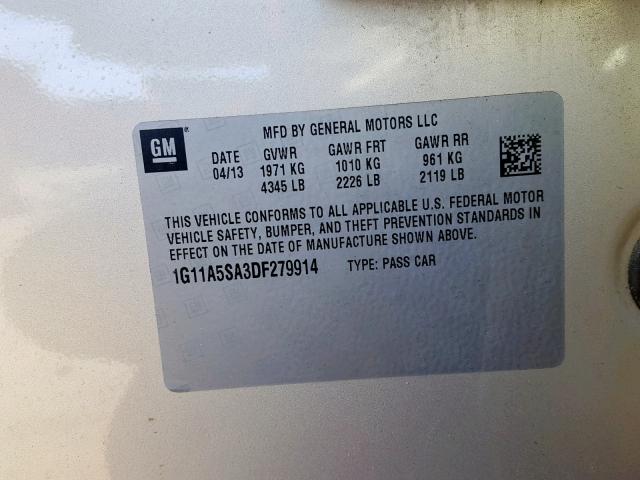 GM ®
MFD BY GENERAL MOTORS LLC
DATE GVWR GAWR FRT GAWR RR
04/13 1971 KG 1010 KG 961 KG
4345 LB 2226 LB 2119 LB
THIS VEHICLE CONFORMS TO ALL APPLICABLE U.S. FEDERAL MOTOR
VEHICLE SAFETY, BUMPER, AND THEFT PREVENTION STANDARDS IN
EFFECT ON THE DATE OF MANUFACTURE SHOWN ABOVE.
1G11A5SA3DF279914 TYPE: PASS CAR